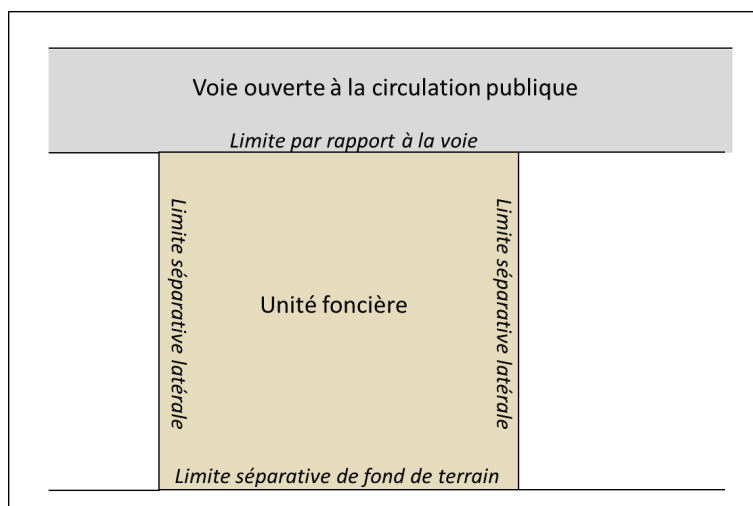 Voie ouverte à la circulation publique
Limite par rapport à la voie
Limite séparative latérale
Unité foncière
Limite séparative latérale
Limite séparative de fond de terrain